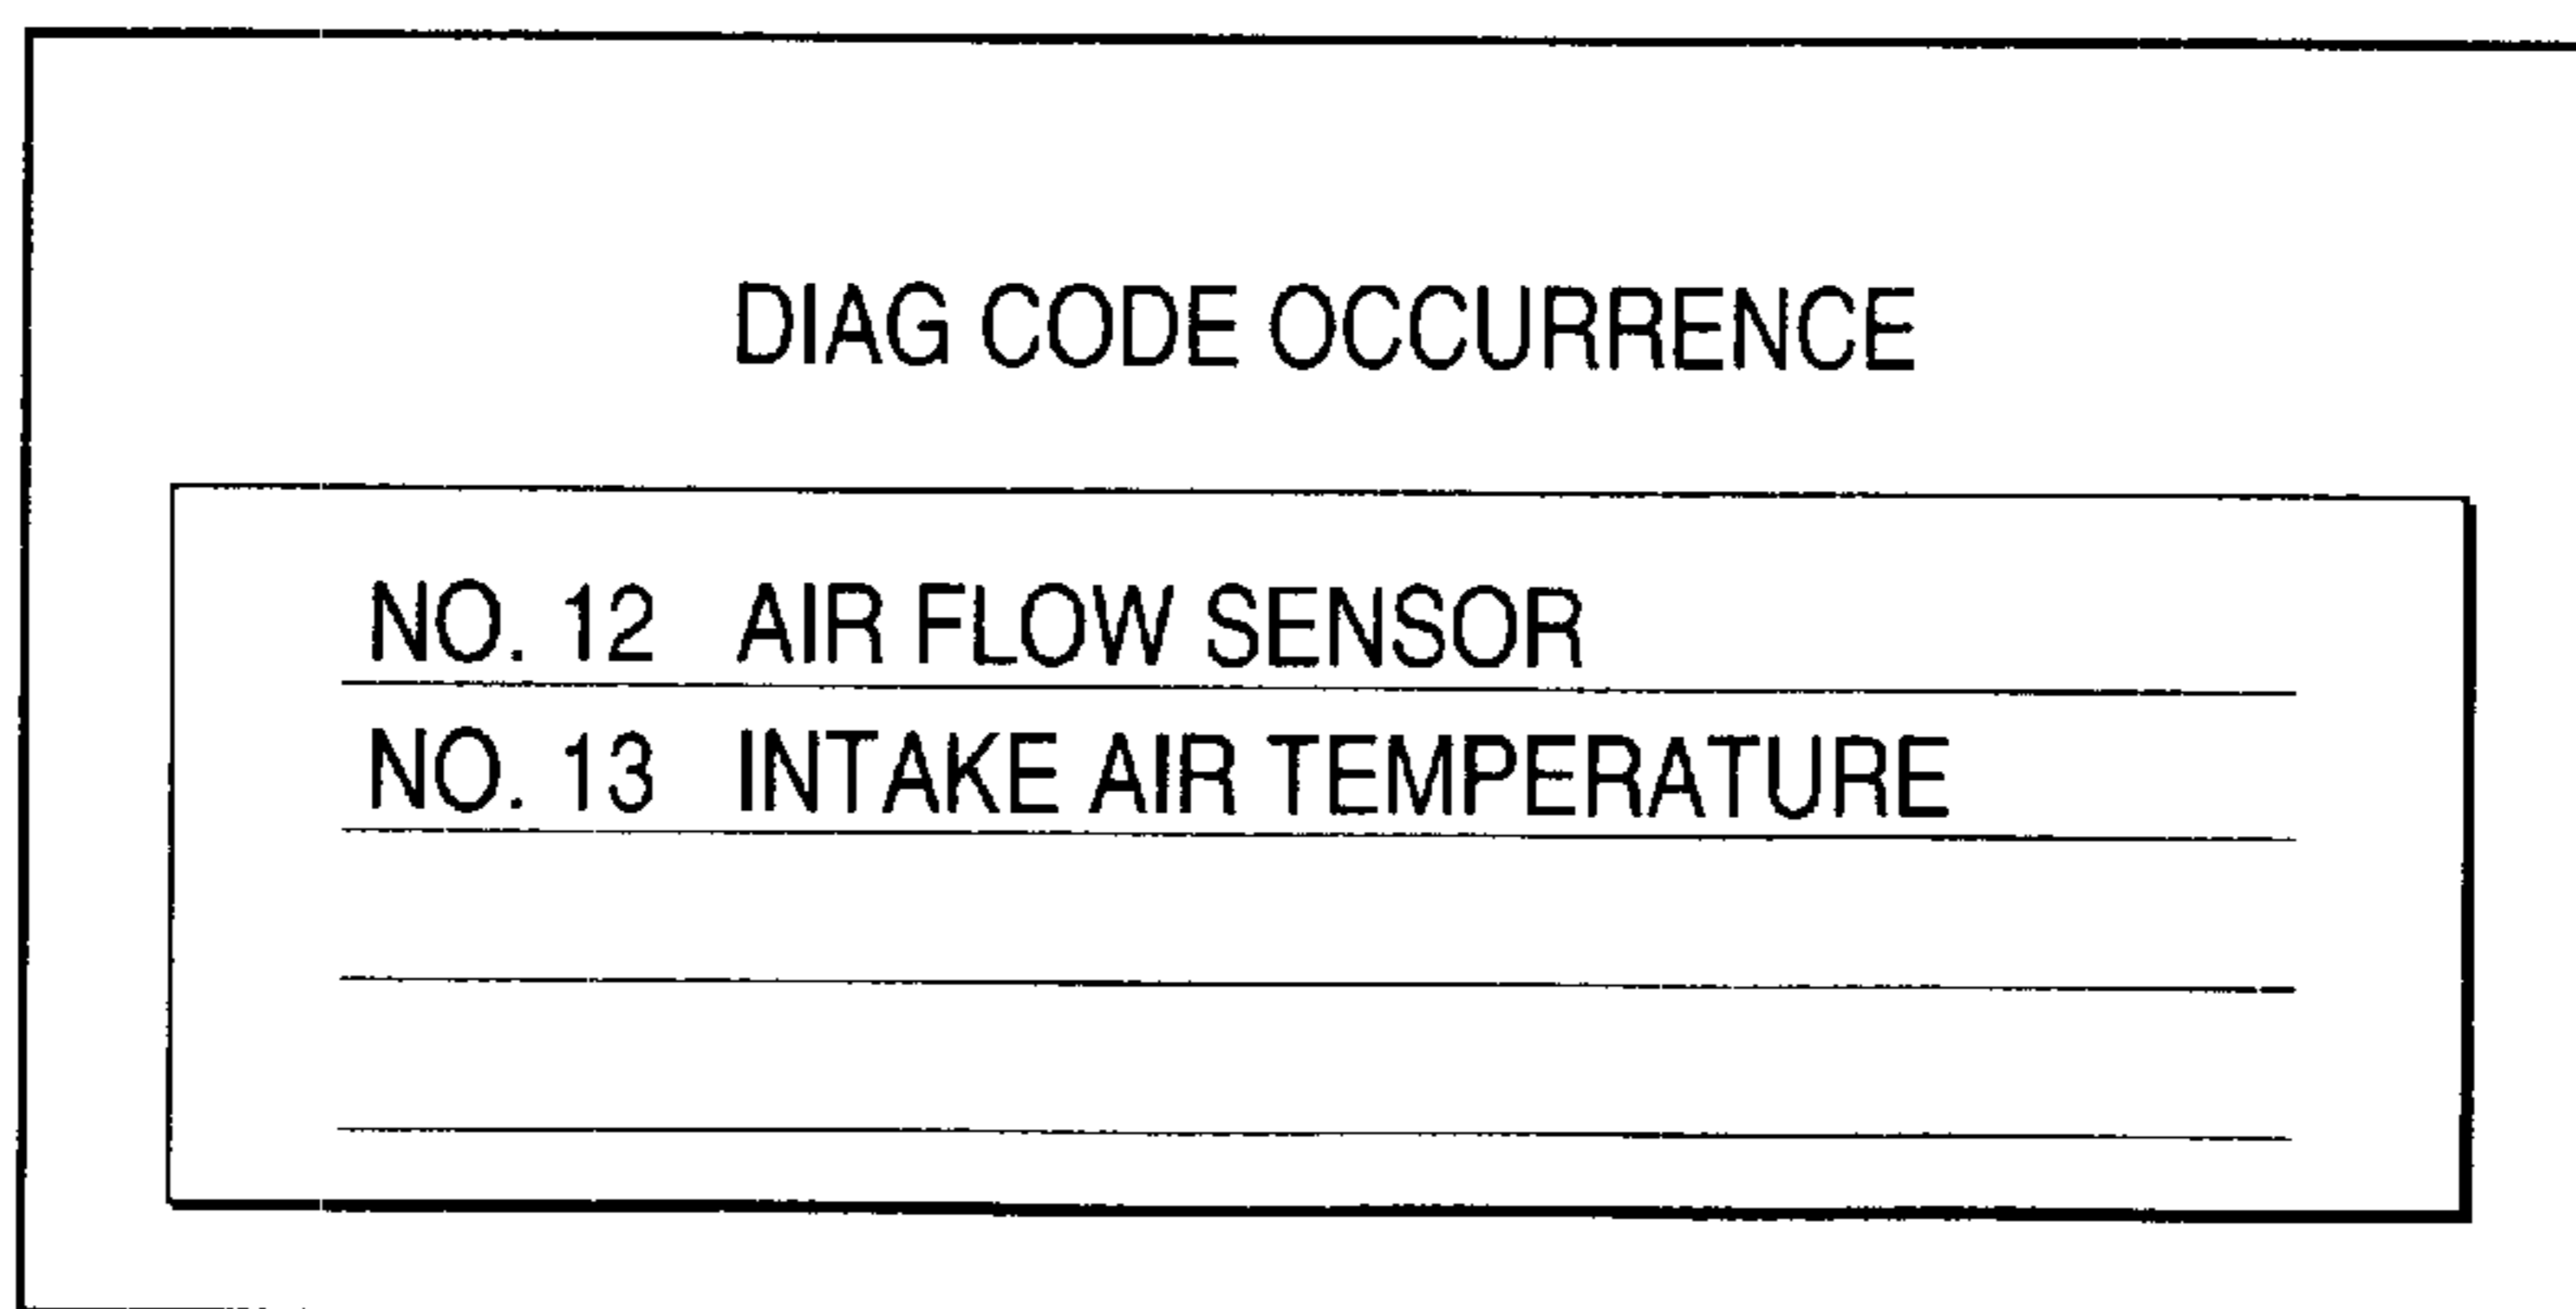 DIAG CODE OCCURRENCE
NO. 12 AIR FLOW SENSOR
NO. 13 INTAKE AIR TEMPERATURE